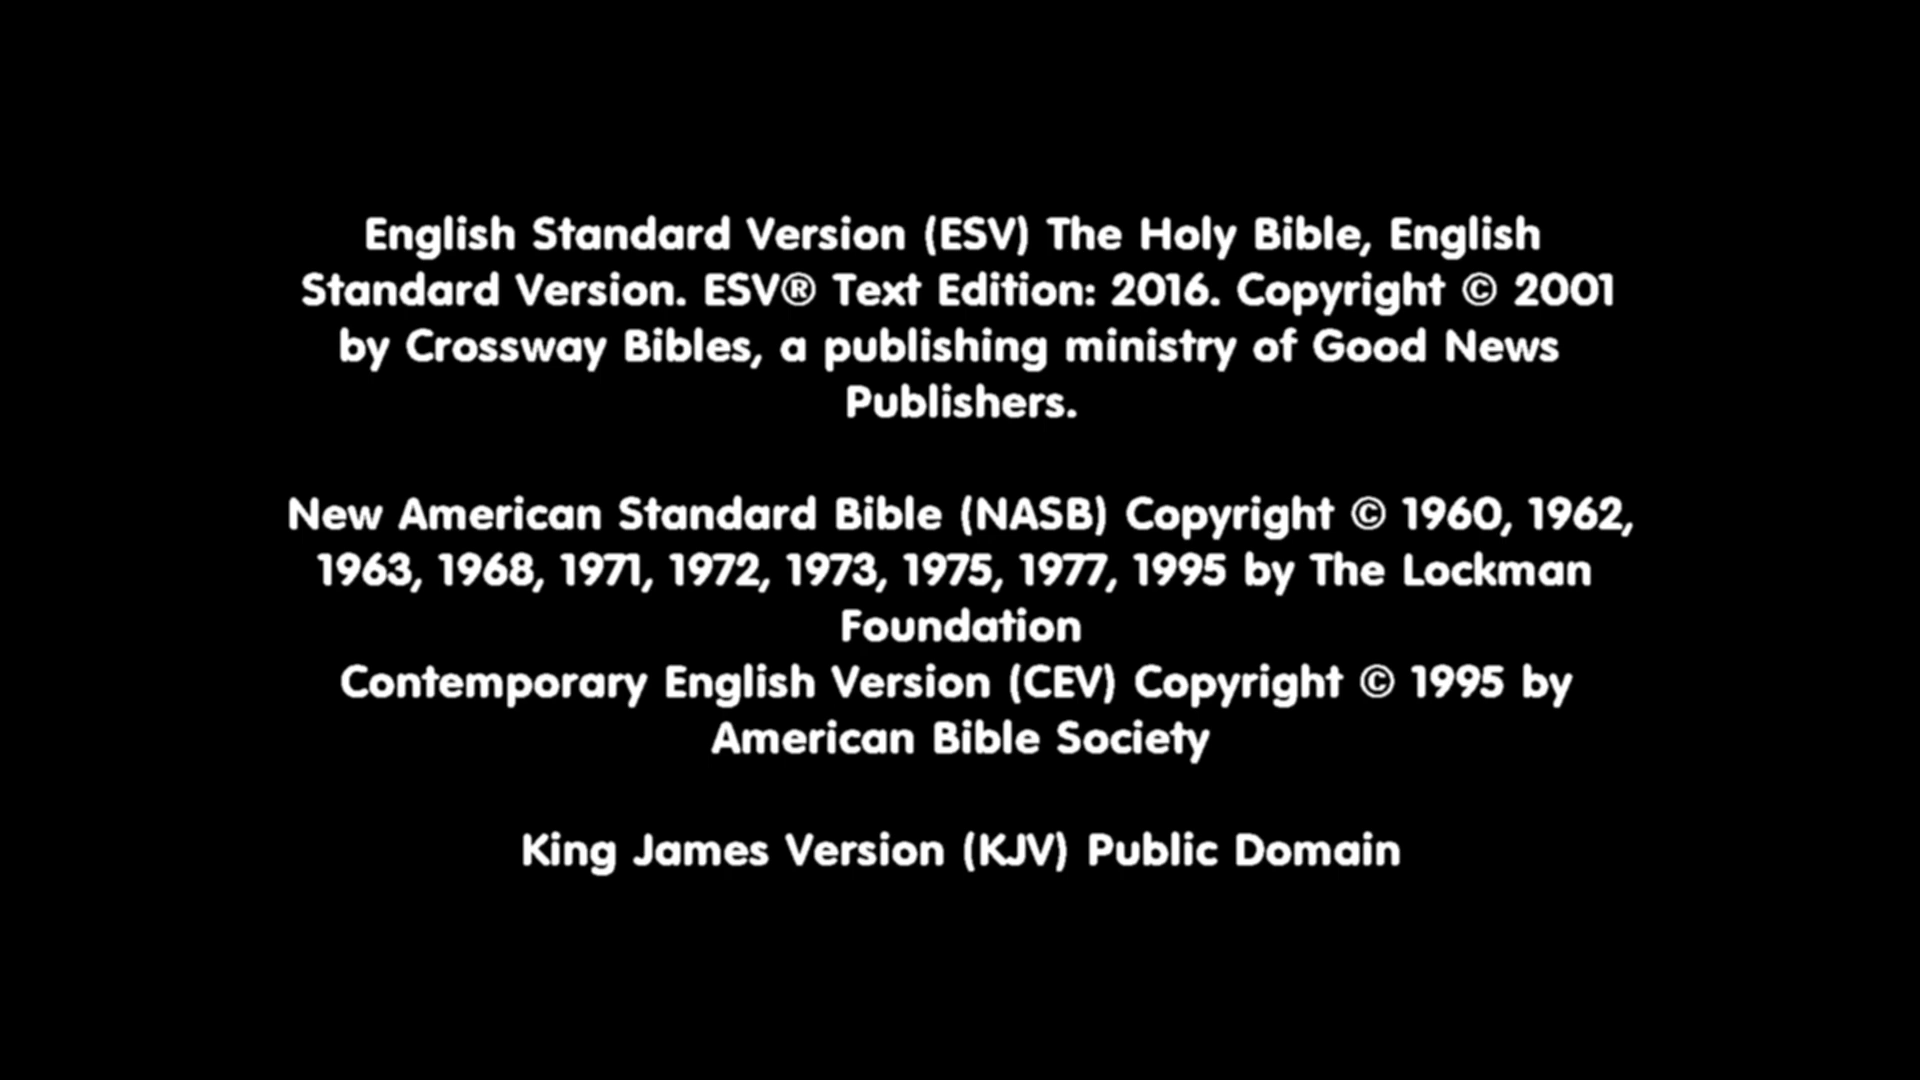 English Standard Version (ESV) The Holy Bible, English
Standard Version. ESV® Text Edition: 2016. Copyright © 2001
by Crossway Bibles, a publishing ministry of Good News
Publishers.
New American Standard Bible (NASB) Copyright © 1960, 1962,
1963, 1968, 1971, 1972, 1973, 1975, 1977, 1995 by The Lockman
Foundation
Contemporary English Version (CEV) Copyright © 1995 by
American Bible Society
King James Version (KJV) Public Domain